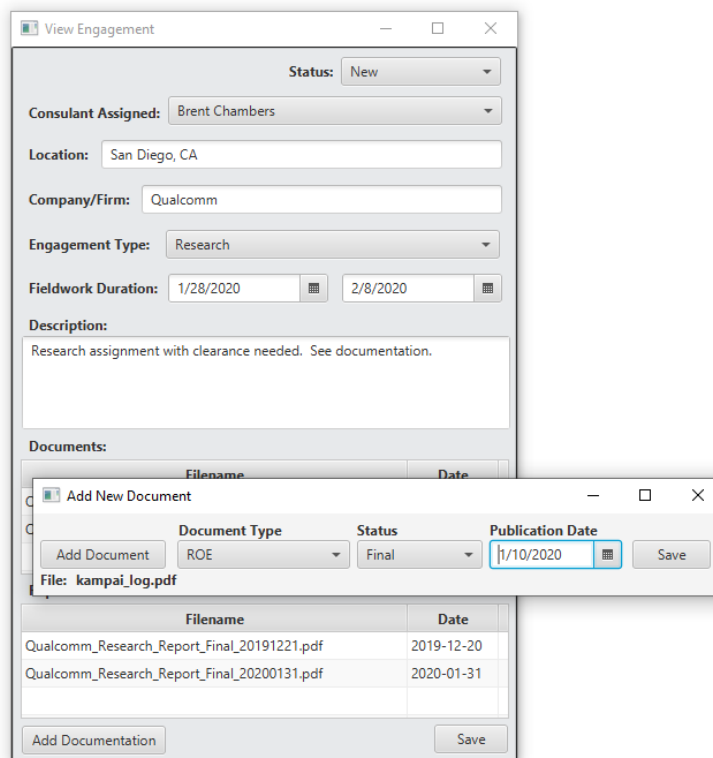 View Engagement
Status: New
Consulant Assigned: Brent Chambers
Location: San Diego, CA
Company/Firm: Qualcomm
Engagement Type: Research
Fieldwork Duration: 1/28/2020 2/8/2020
Description:
Research assignment with clearance needed. See documentation.
Documents:
Filename Date
Add New Document
Document Type Status Publication Date
Add Document ROE Final 1/10/2020 Save
File: kampai_log.pdf
Filename Date
Qualcomm_Research_Report_Final_20191221.pdf 2019-12-20
Qualcomm_Research_Report_Final_20200131.pdf 2020-01-31
Add Documentation Save